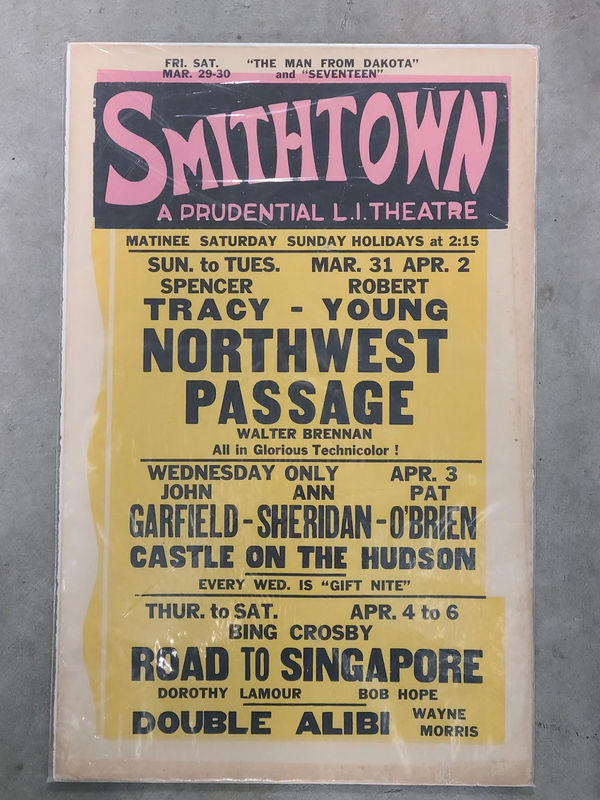 FRI. SAT. "THE MAN FROM DAKOTA"
MAR. 29-30 and "SEVENTEEN"
SMITHTOWN
A PRUDENTIAL L.I. THEATRE
MATINEE SATURDAY SUNDAY HOLIDAYS at 2:15
SUN. to TUES. MAR. 31 APR. 2
SPENCER ROBERT
TRACY - YOUNG
NORTHWEST
PASSAGE
WALTER BRENNAN
All in Glorious Technicolor !
WEDNESDAY ONLY APR. 3
JOHN ANN PAT
GARFIELD - SHERIDAN - O'BRIEN
CASTLE ON THE HUDSON
EVERY WED. IS "GIFT NITE"
THUR. to SAT. APR. 4 to 6
BING CROSBY
ROAD TO SINGAPORE
DOROTHY LAMOUR BOB HOPE
DOUBLE ALIBI WAYNE
MORRIS